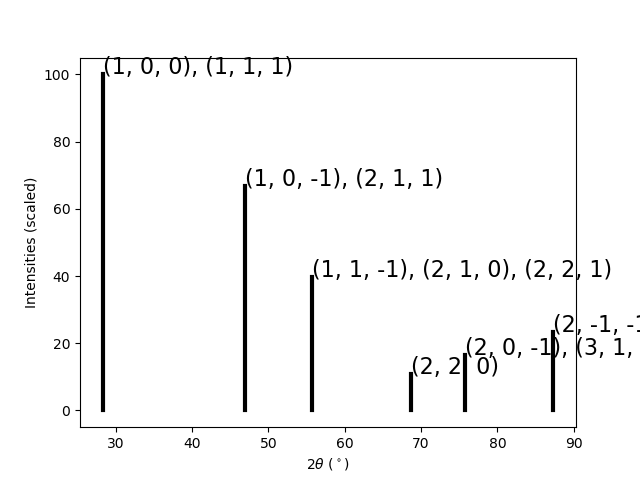 (1, 0, 0), (1, 1, 1)
(1, 0, -1), (2, 1, 1)
(1, 1, -1), (2, 1, 0), (2, 2, 1)
(2, 2, 0)
(2, 0, -1), (3, 1,
(2, -1, -1
100
80
60
40
20
0
Intensities (scaled)
30 40 50 60 70 80 90
2θ (°)